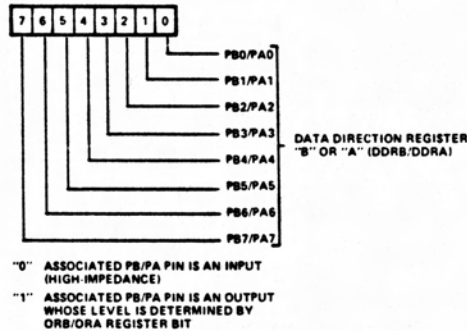 7 6 5 4 3 2 1 0
PB0/PA0
PB1/PA1
PB2/PA2
PB3/PA3
PB4/PA4
PB5/PA5
PB6/PA6
PB7/PA7
DATA DIRECTION REGISTER
"B" OR "A" (DDRB/DDRA)
"0" ASSOCIATED PB/PA PIN IS AN INPUT
(HIGH-IMPEDANCE)
"1" ASSOCIATED PB/PA PIN IS AN OUTPUT
WHOSE LEVEL IS DETERMINED BY
ORB/ORA REGISTER BIT